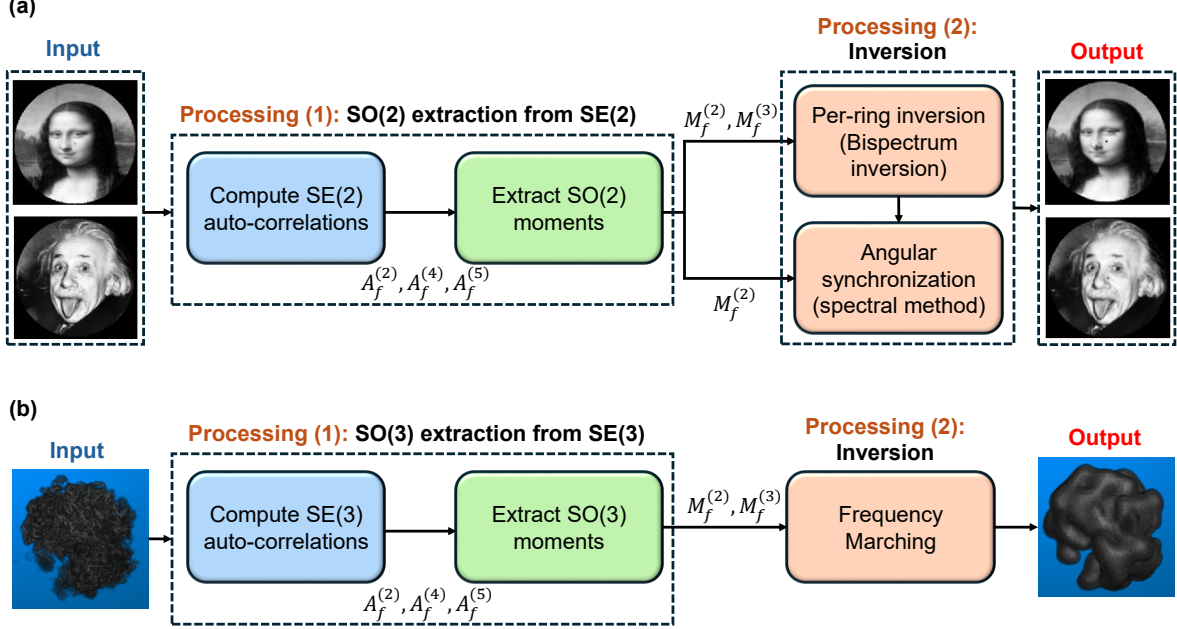 (a)
Input
Processing (1): SO(2) extraction from SE(2)
Compute SE(2)
auto-correlations
Extract SO(2)
moments
A_f^{(2)}, A_f^{(4)}, A_f^{(5)}
M_f^{(2)}, M_f^{(3)}
M_f^{(2)}
Processing (2):
Inversion
Per-ring inversion
(Bispectrum
inversion)
Angular
synchronization
(spectral method)
Output
(b)
Input
Processing (1): SO(3) extraction from SE(3)
Compute SE(3)
auto-correlations
Extract SO(3)
moments
A_f^{(2)}, A_f^{(4)}, A_f^{(5)}
M_f^{(2)}, M_f^{(3)}
Processing (2):
Inversion
Frequency
Marching
Output